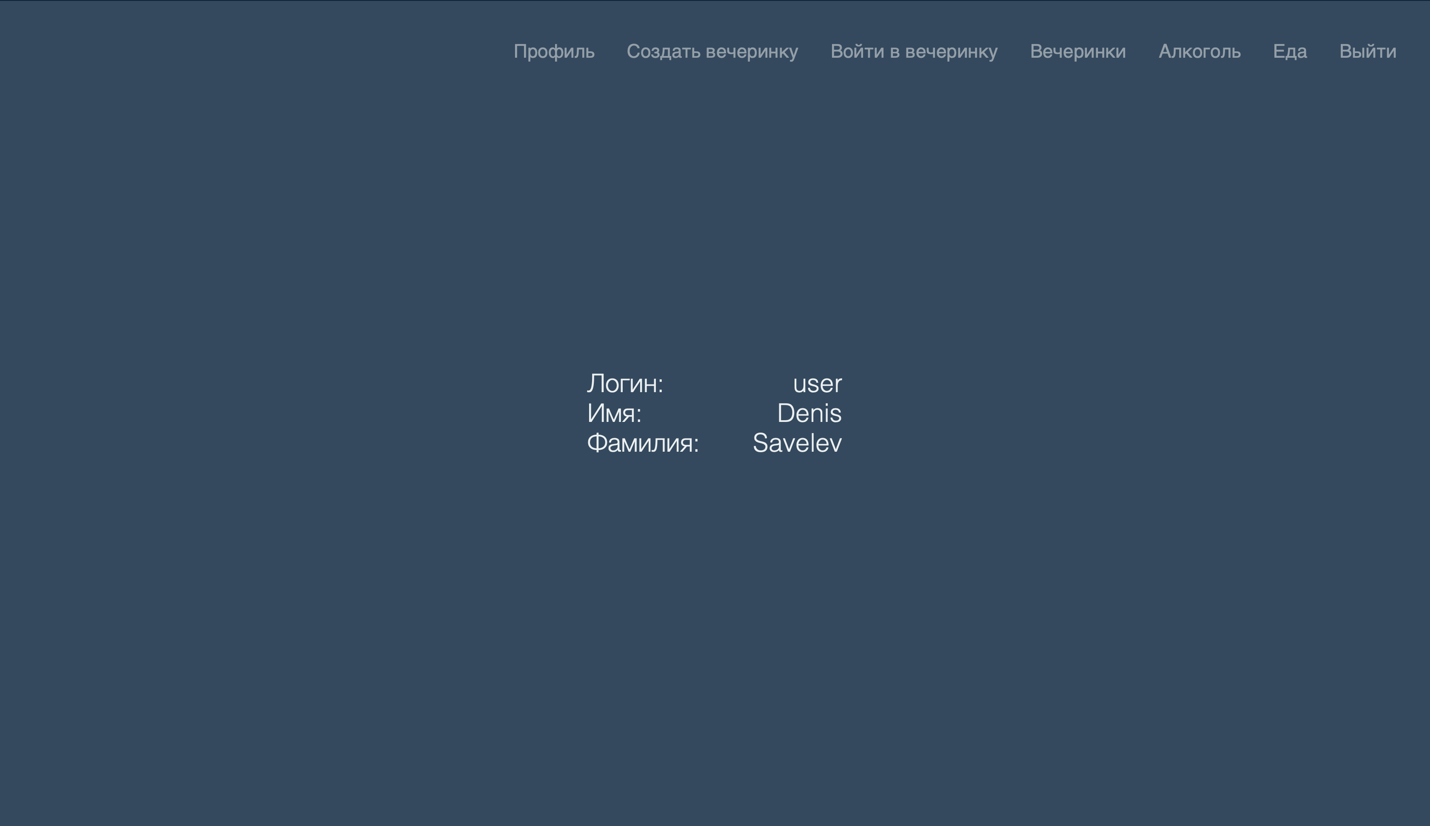 Профиль Создать вечеринку Войти в вечеринку Вечеринки Алкоголь Еда Выйти
Логин: user
Имя: Denis
Фамилия: Savelev